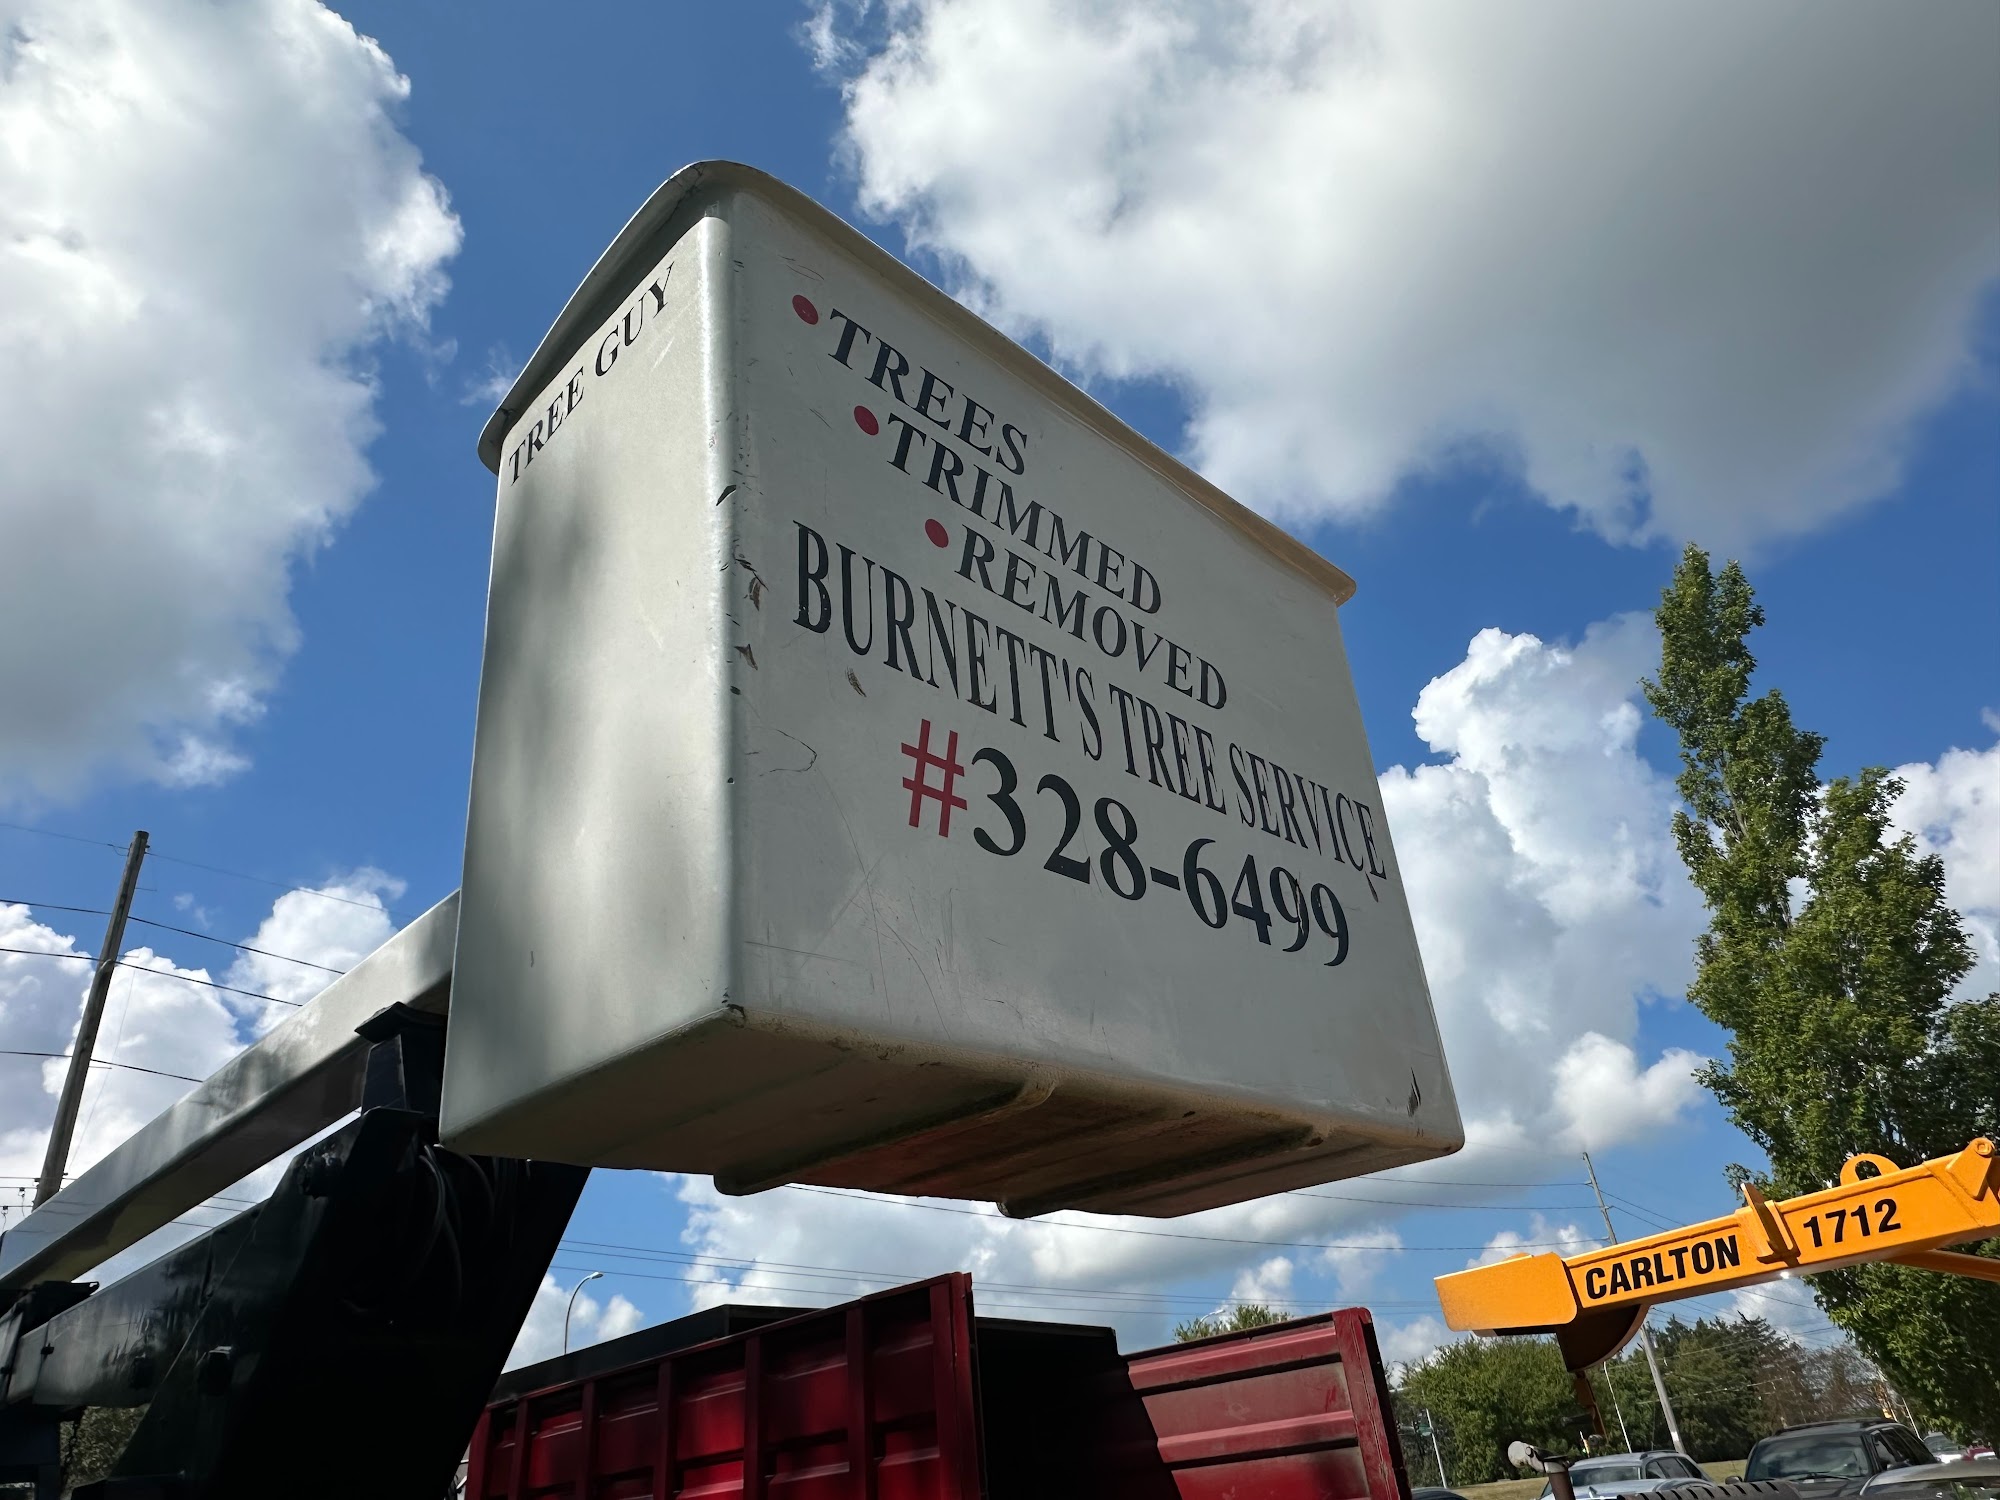 TREE GUY
•TREES
•TRIMMED
•REMOVED
BURNETT'S TREE SERVICE
#328-6499
CARLTON 1712